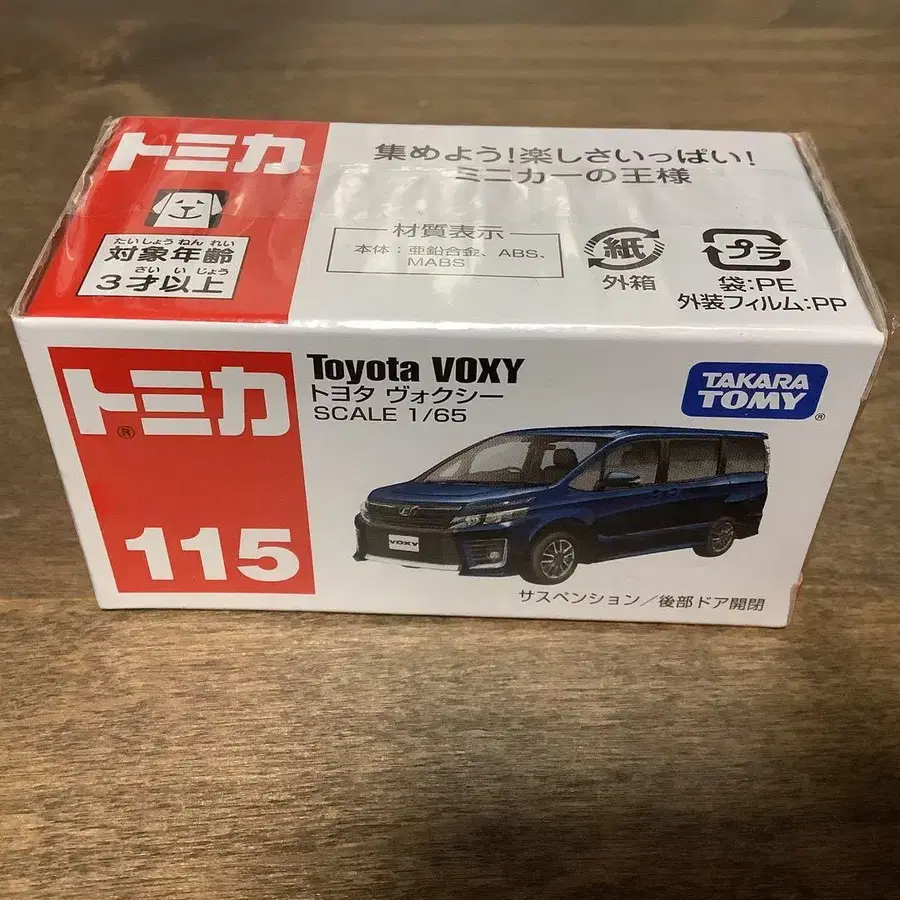 トミカ
たいしょう ねん れい
対象年齢
さい い じょう
3才以上
集めよう!楽しさいっぱい!
ミニカーの王様
材質表示
本体:亜鉛合金、ABS、
MABS
紙
外箱
プラ
袋:PE
外装フィルム:PP
トミカ
®
115
Toyota VOXY
トヨタ ヴォクシー
SCALE 1/65
TAKARA
TOMY®
VOXY
サスペンション/後部ドア開閉